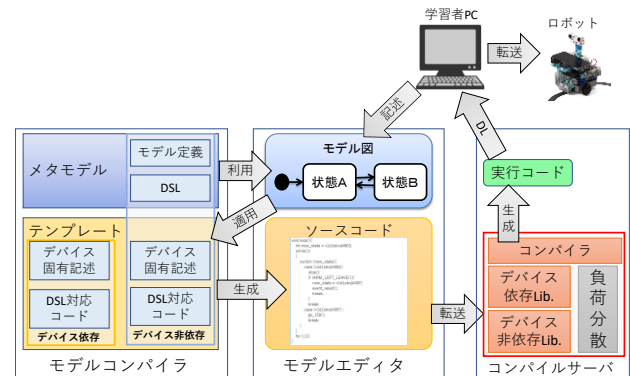 学習者PC
ロボット
転送
記述
DL
メタモデル
モデル定義
DSL
利用
モデル図
状態A
状態B
適用
実行コード
生成
テンプレート
デバイス
固有記述
DSL対応
コード
デバイス依存
デバイス
固有記述
DSL対応
コード
デバイス非依存
生成
ソースコード
転送
コンパイラ
デバイス
依存Lib.
デバイス
非依存Lib.
負荷分散
モデルコンパイラ
モデルエディタ
コンパイルサーバ